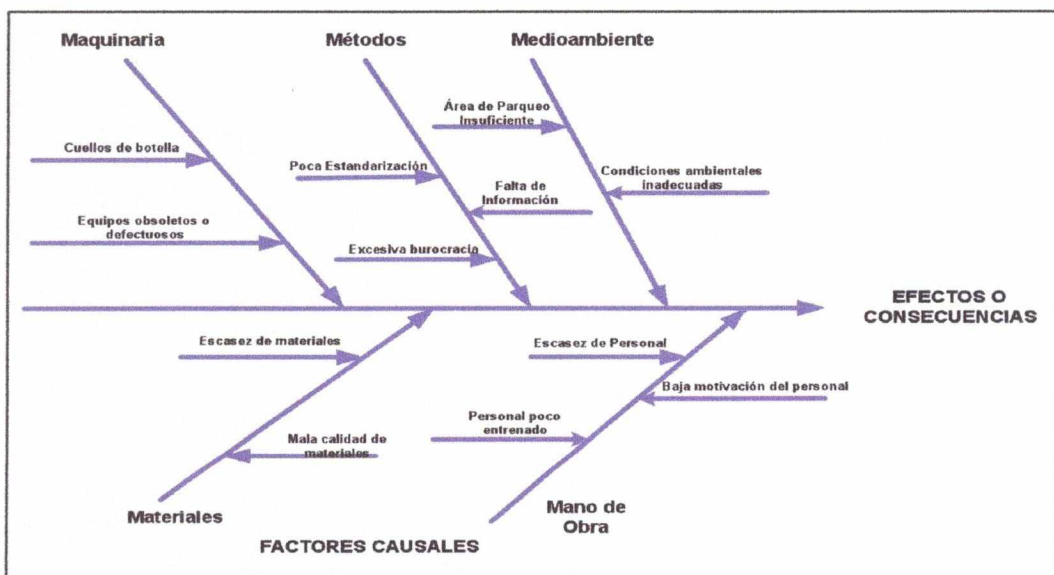 Maquinaria
Métodos
Medioambiente
Área de Parqueo
Insuficiente
Cuellos de botella
Poca Estandarización
Condiciones ambientales
inadecuadas
Falta de
Información
Equipos obsoletos o
defectuosos
Excesiva burocracia
EFECTOS O
CONSECUENCIAS
Escasez de materiales
Escasez de Personal
Baja motivación del personal
Personal poco
entrenado
Mala calidad de
materiales
Materiales
Mano de
Obra
FACTORES CAUSALES